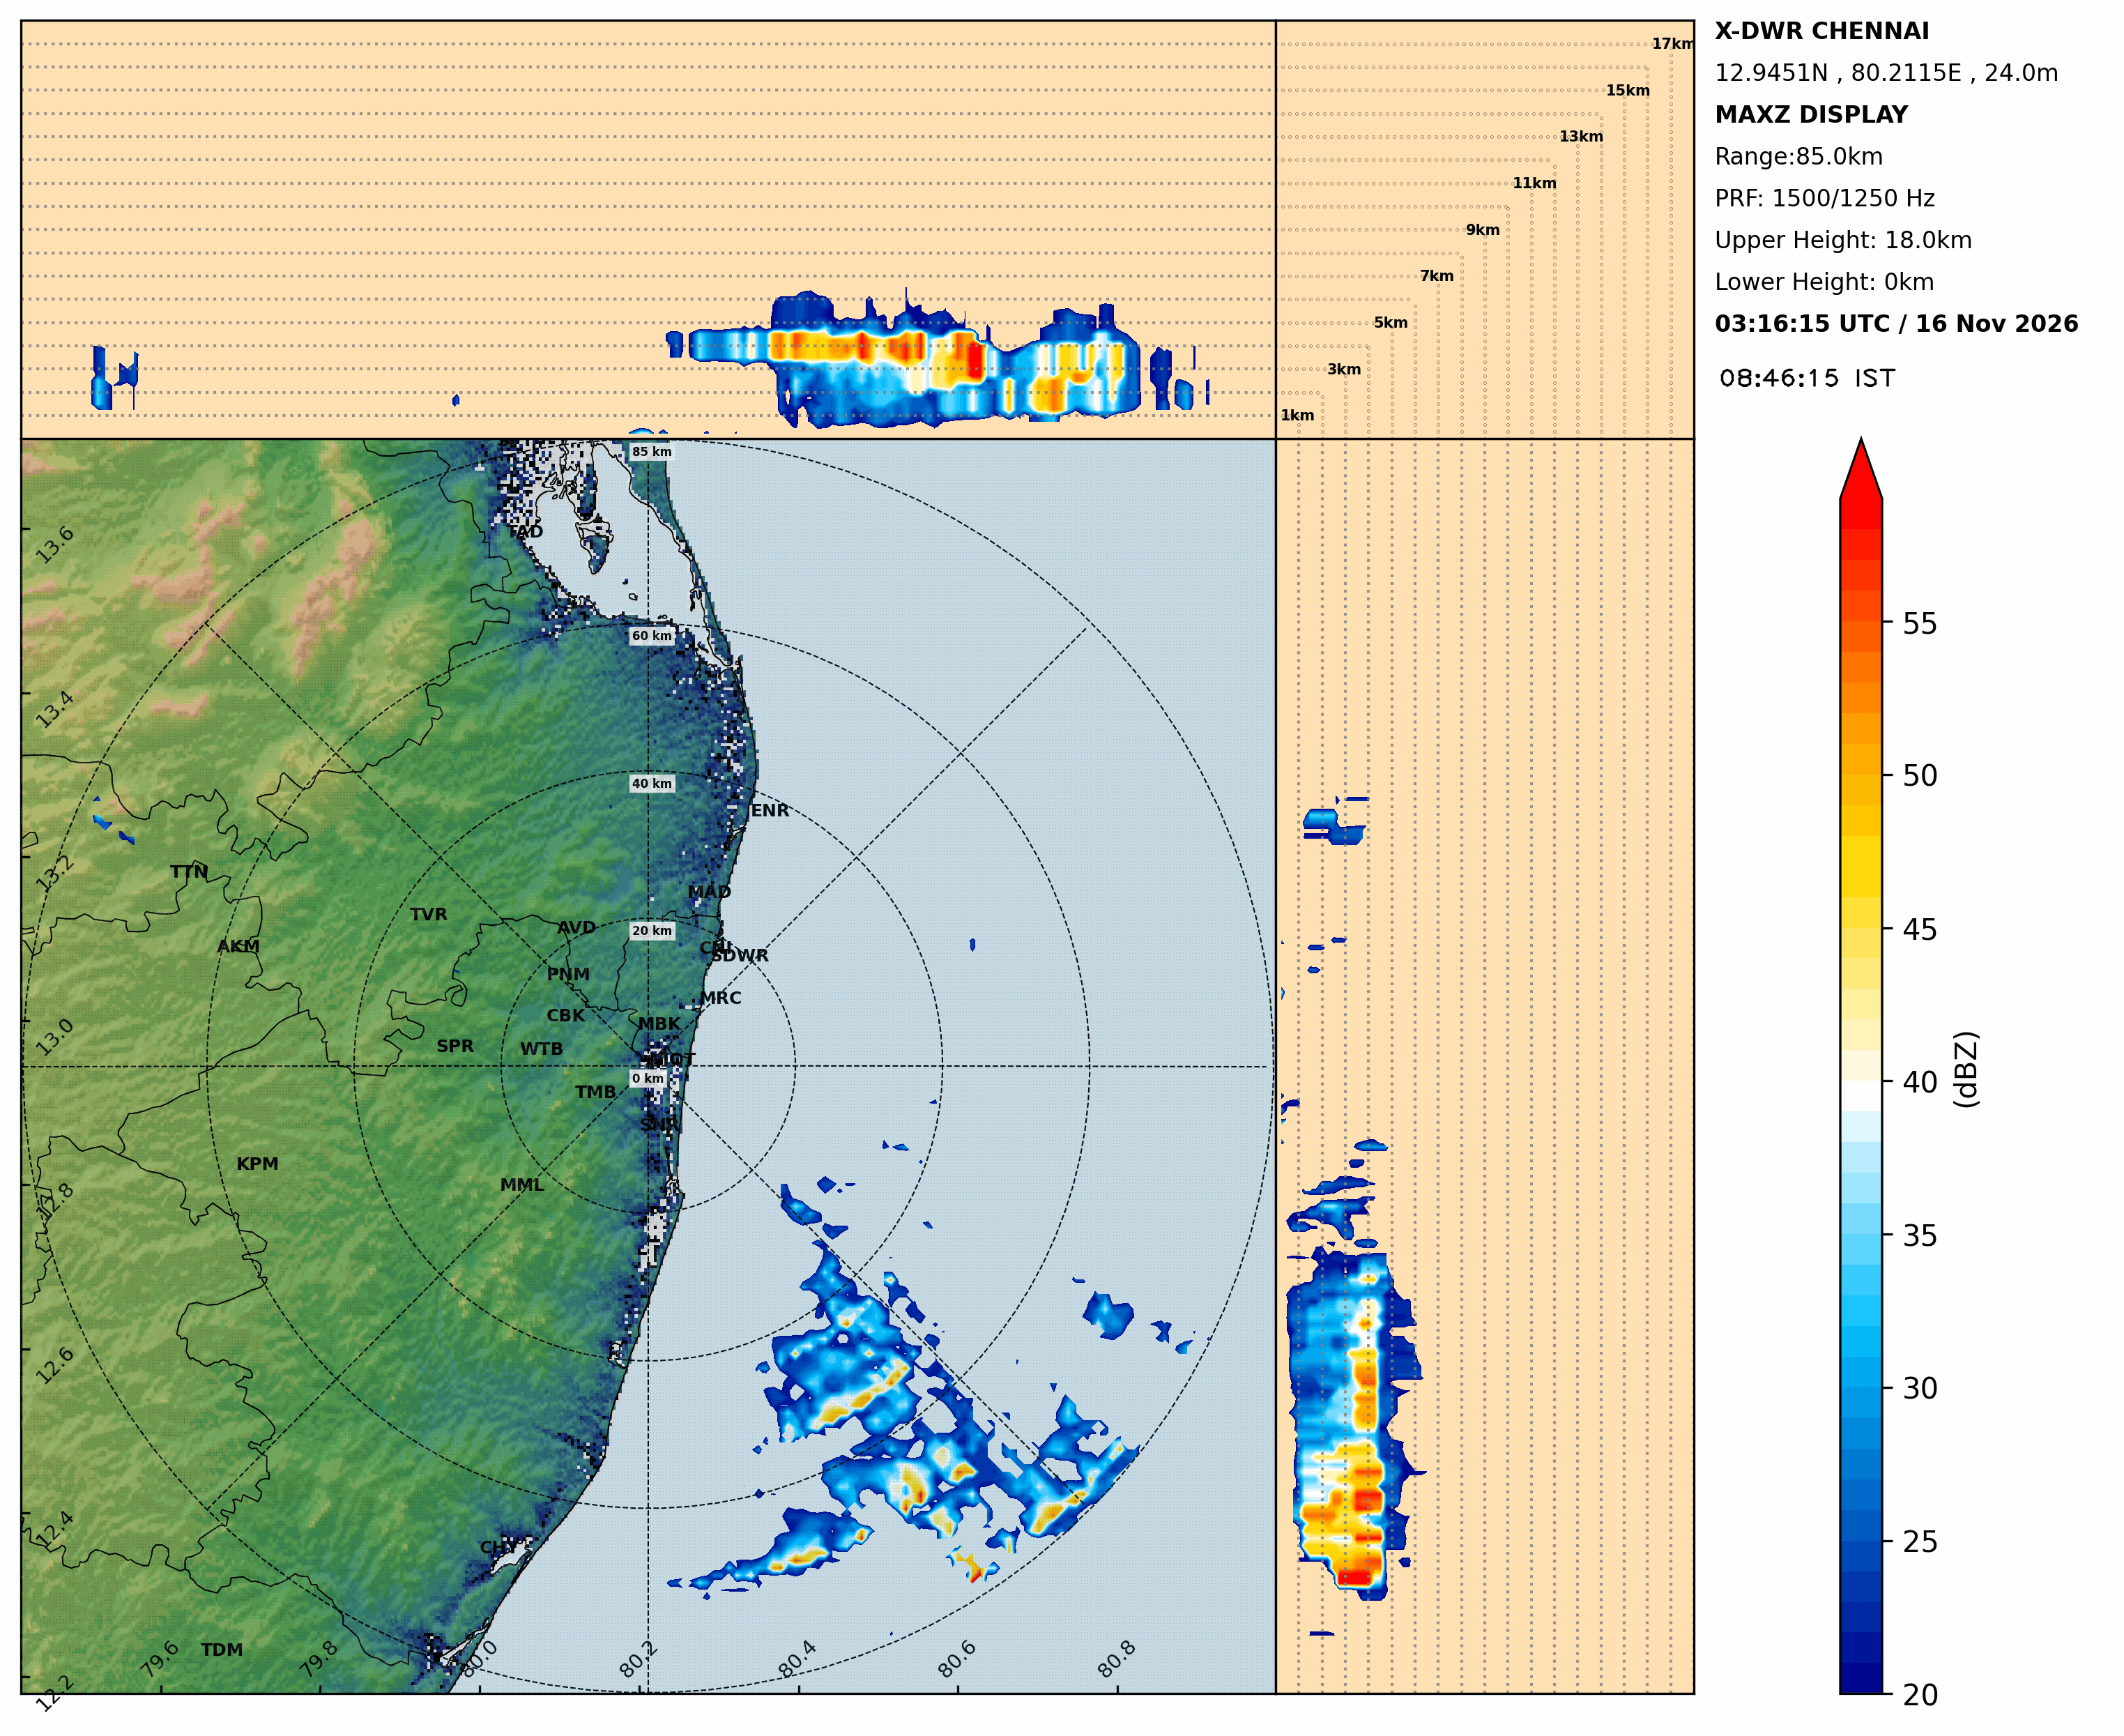 X-DWR CHENNAI
12.9451N , 80.2115E , 24.0m
MAXZ DISPLAY
Range:85.0km
PRF: 1500/1250 Hz
Upper Height: 18.0km
Lower Height: 0km
03:16:15 UTC / 16 Nov 2026
08:46:15 IST
17km
15km
13km
11km
9km
7km
5km
3km
1km
85 km
TAD
13.6
60 km
13.4
40 km
ENR
13.2
TTN
MAD
TVR
AVD
20 km
AKM
CNI
SDWR
PNM
MRC
CBK
MBK
13.0
SPR
WTB
MOT
0 km
TMB
SNR
KPM
MML
12.8
12.6
12.4
CHY
TDM
12.2
79.6
79.8
80.0
80.2
80.4
80.6
80.8
55
50
45
40
35
30
25
20
(dBZ)